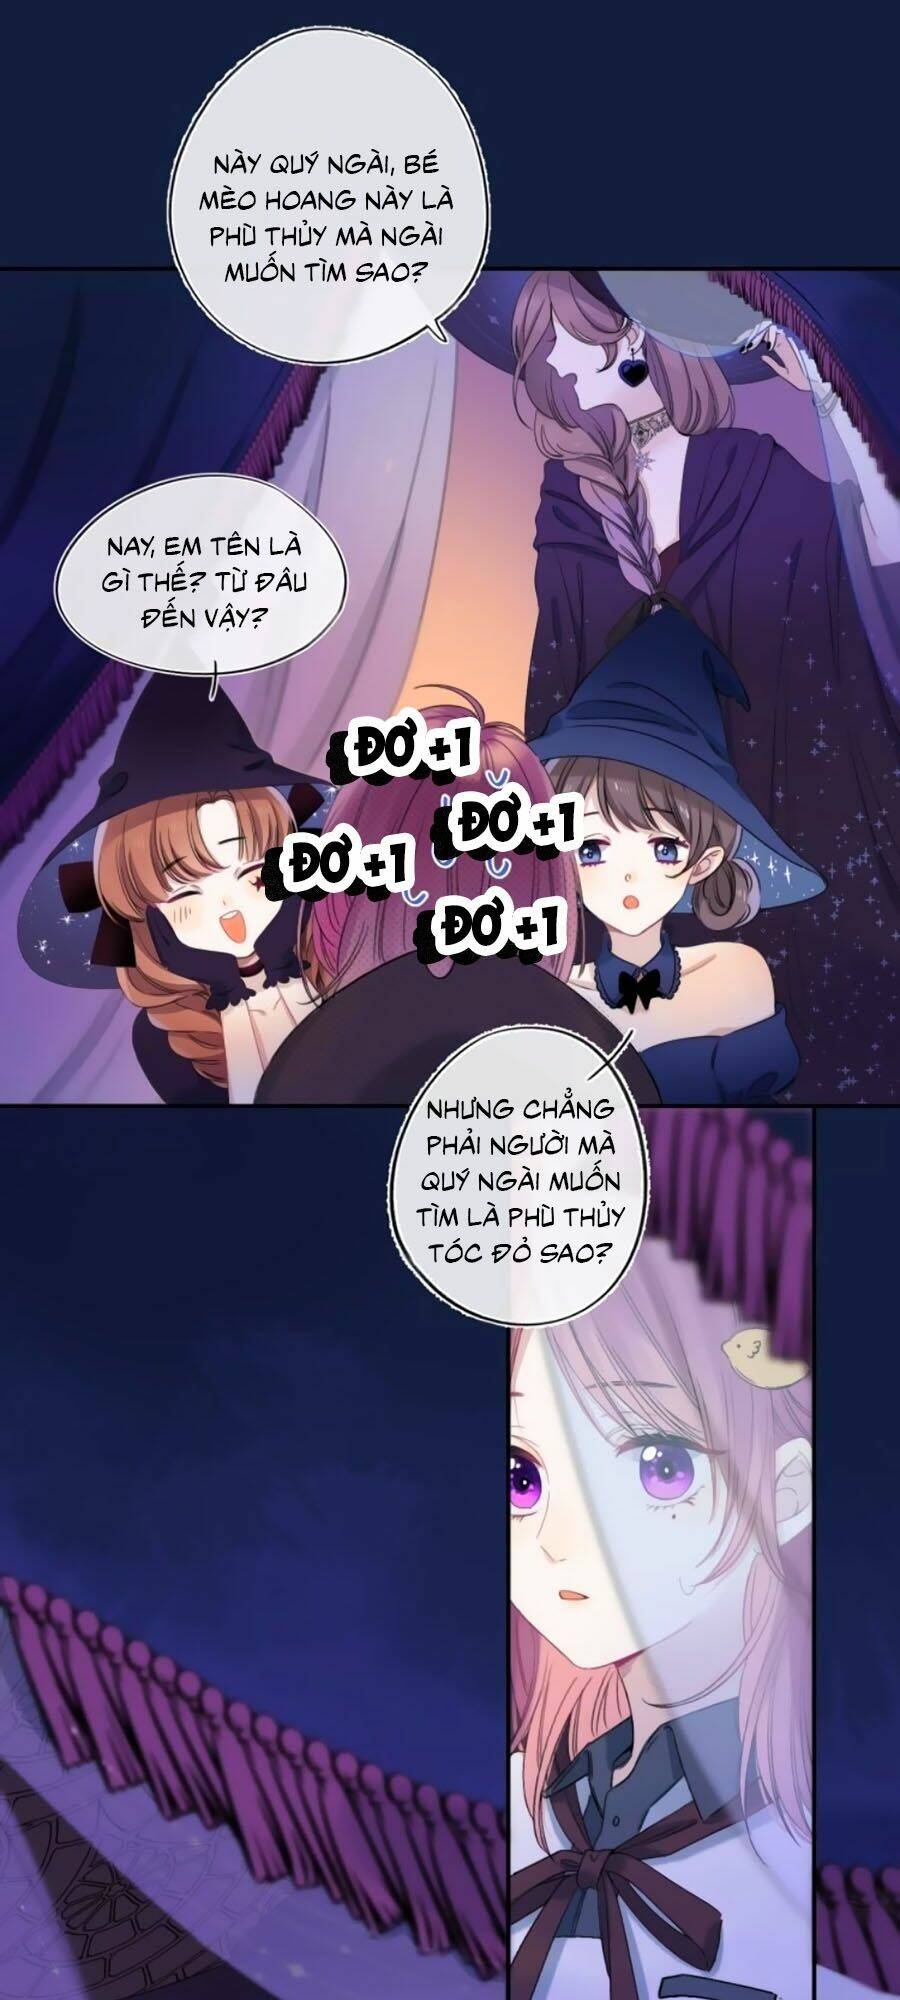 NÀY QUÝ NGÀI, BÉ
MÈO HOANG NÀY LÀ
PHÙ THỦY MÀ NGÀI
MUỐN TÌM SAO?
NAY, EM TÊN LÀ
GÌ THẾ? TỪ ĐÂU
ĐẾN VẬY?
ĐƠ +1
ĐƠ +1
ĐƠ +1
ĐƠ +1
NHƯNG CHẲNG
PHẢI NGƯỜI MÀ
QUÝ NGÀI MUỐN
TÌM LÀ PHÙ THỦY
TÓC ĐỎ SAO?